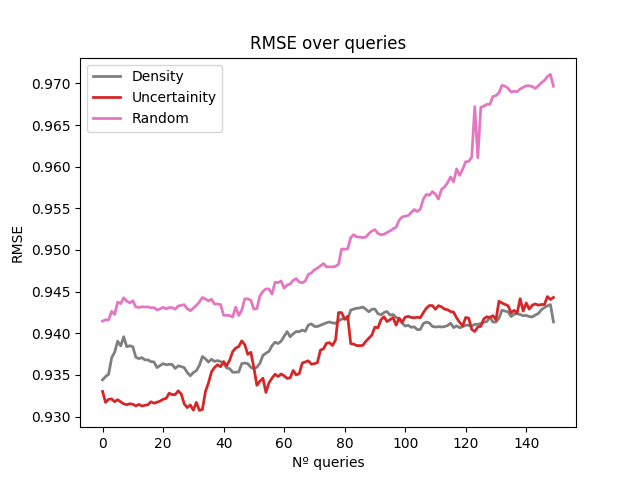 RMSE over queries
Density
Uncertainity
Random
0.970
0.965
0.960
0.955
0.950
0.945
0.940
0.935
0.930
RMSE
0 20 40 60 80 100 120 140
Nº queries